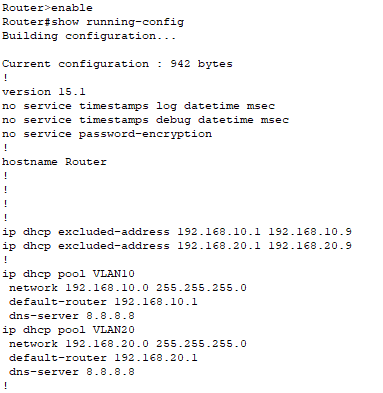 Router>enable
Router#show running-config
Building configuration...
Current configuration : 942 bytes
!
version 15.1
no service timestamps log datetime msec
no service timestamps debug datetime msec
no service password-encryption
!
hostname Router
!
!
!
!
ip dhcp excluded-address 192.168.10.1 192.168.10.9
ip dhcp excluded-address 192.168.20.1 192.168.20.9
!
ip dhcp pool VLAN10
 network 192.168.10.0 255.255.255.0
 default-router 192.168.10.1
 dns-server 8.8.8.8
ip dhcp pool VLAN20
 network 192.168.20.0 255.255.255.0
 default-router 192.168.20.1
 dns-server 8.8.8.8
!